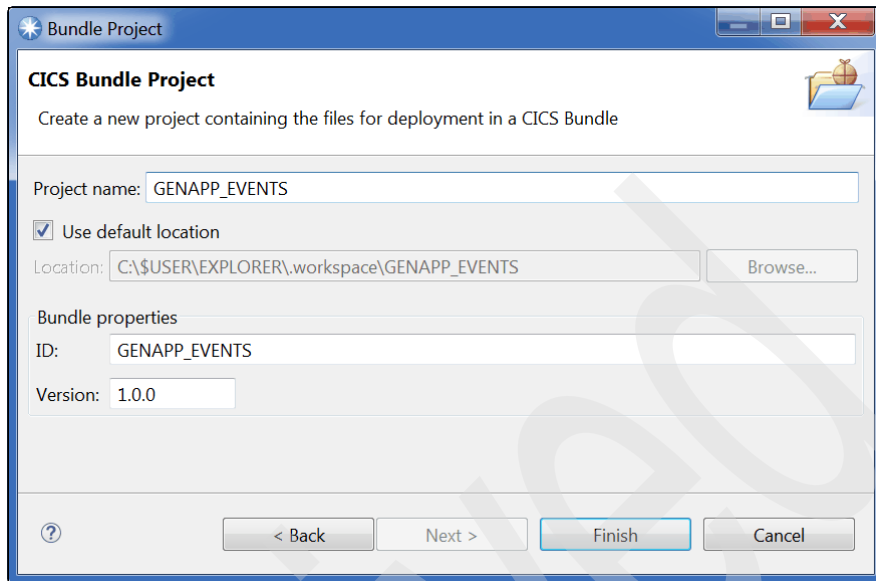 Bundle Project
CICS Bundle Project
Create a new project containing the files for deployment in a CICS Bundle
Project name: GENAPP_EVENTS
Use default location
Location: C:\$USER\EXPLORER\.workspace\GENAPP_EVENTS Browse...
Bundle properties
ID: GENAPP_EVENTS
Version: 1.0.0
? < Back Next > Finish Cancel